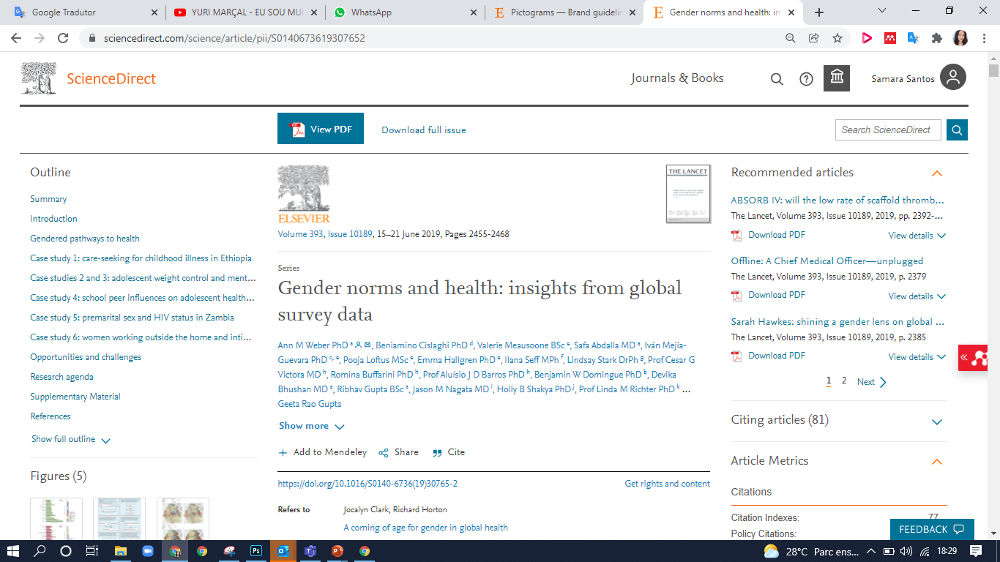 Google Tradutor
YURI MARÇAL - EU SOU MUI
WhatsApp
Pictograms — Brand guidelin
Gender norms and health: in
sciencedirect.com/science/article/pii/S0140673619307652
ScienceDirect
Journals & Books
Samara Santos
View PDF
Download full issue
Search ScienceDirect
Outline
Summary
Introduction
Gendered pathways to health
Case study 1: care-seeking for childhood illness in Ethiopia
Case studies 2 and 3: adolescent weight control and ment...
Case study 4: school peer influences on adolescent health...
Case study 5: premarital sex and HIV status in Zambia
Case study 6: women working outside the home and inti...
Opportunities and challenges
Research agenda
Supplementary Material
References
Show full outline
Figures (5)
ELSEVIER
THE LANCET
Volume 393, Issue 10189, 15–21 June 2019, Pages 2455-2468
Series
Gender norms and health: insights from global
survey data
Ann M Weber PhD a, Beniamino Cislaghi PhD d, Valerie Meausoone BSc e, Safa Abdalla MD a, Iván Mejía-
Guevara PhD c, e, Pooja Loftus MSc e, Emma Hallgren PhD e, Ilana Seff MPh f, Lindsay Stark DrPh g, Prof Cesar G
Victora MD h, Romina Buffarini PhD h, Prof Aluísio J D Barros PhD h, Benjamin W Domingue PhD b, Devika
Bhushan MD a, Ribhav Gupta BSc a, Jason M Nagata MD i, Holly B Shakya PhD j, Prof Linda M Richter PhD k ...
Geeta Rao Gupta
Show more
Add to Mendeley
Share
Cite
https://doi.org/10.1016/S0140-6736(19)30765-2
Get rights and content
Refers to
Jocalyn Clark, Richard Horton
A coming of age for gender in global health
Recommended articles
ABSORB IV: will the low rate of scaffold thromb...
The Lancet, Volume 393, Issue 10189, 2019, pp. 2392-...
Download PDF
View details
Offline: A Chief Medical Officer—unplugged
The Lancet, Volume 393, Issue 10189, 2019, p. 2379
Download PDF
View details
Sarah Hawkes: shining a gender lens on global ...
The Lancet, Volume 393, Issue 10189, 2019, p. 2385
Download PDF
View details
1 2 Next
Citing articles (81)
Article Metrics
Citations
Citation Indexes: 77
Policy Citations:
FEEDBACK
28°C Parc ens...
18:29